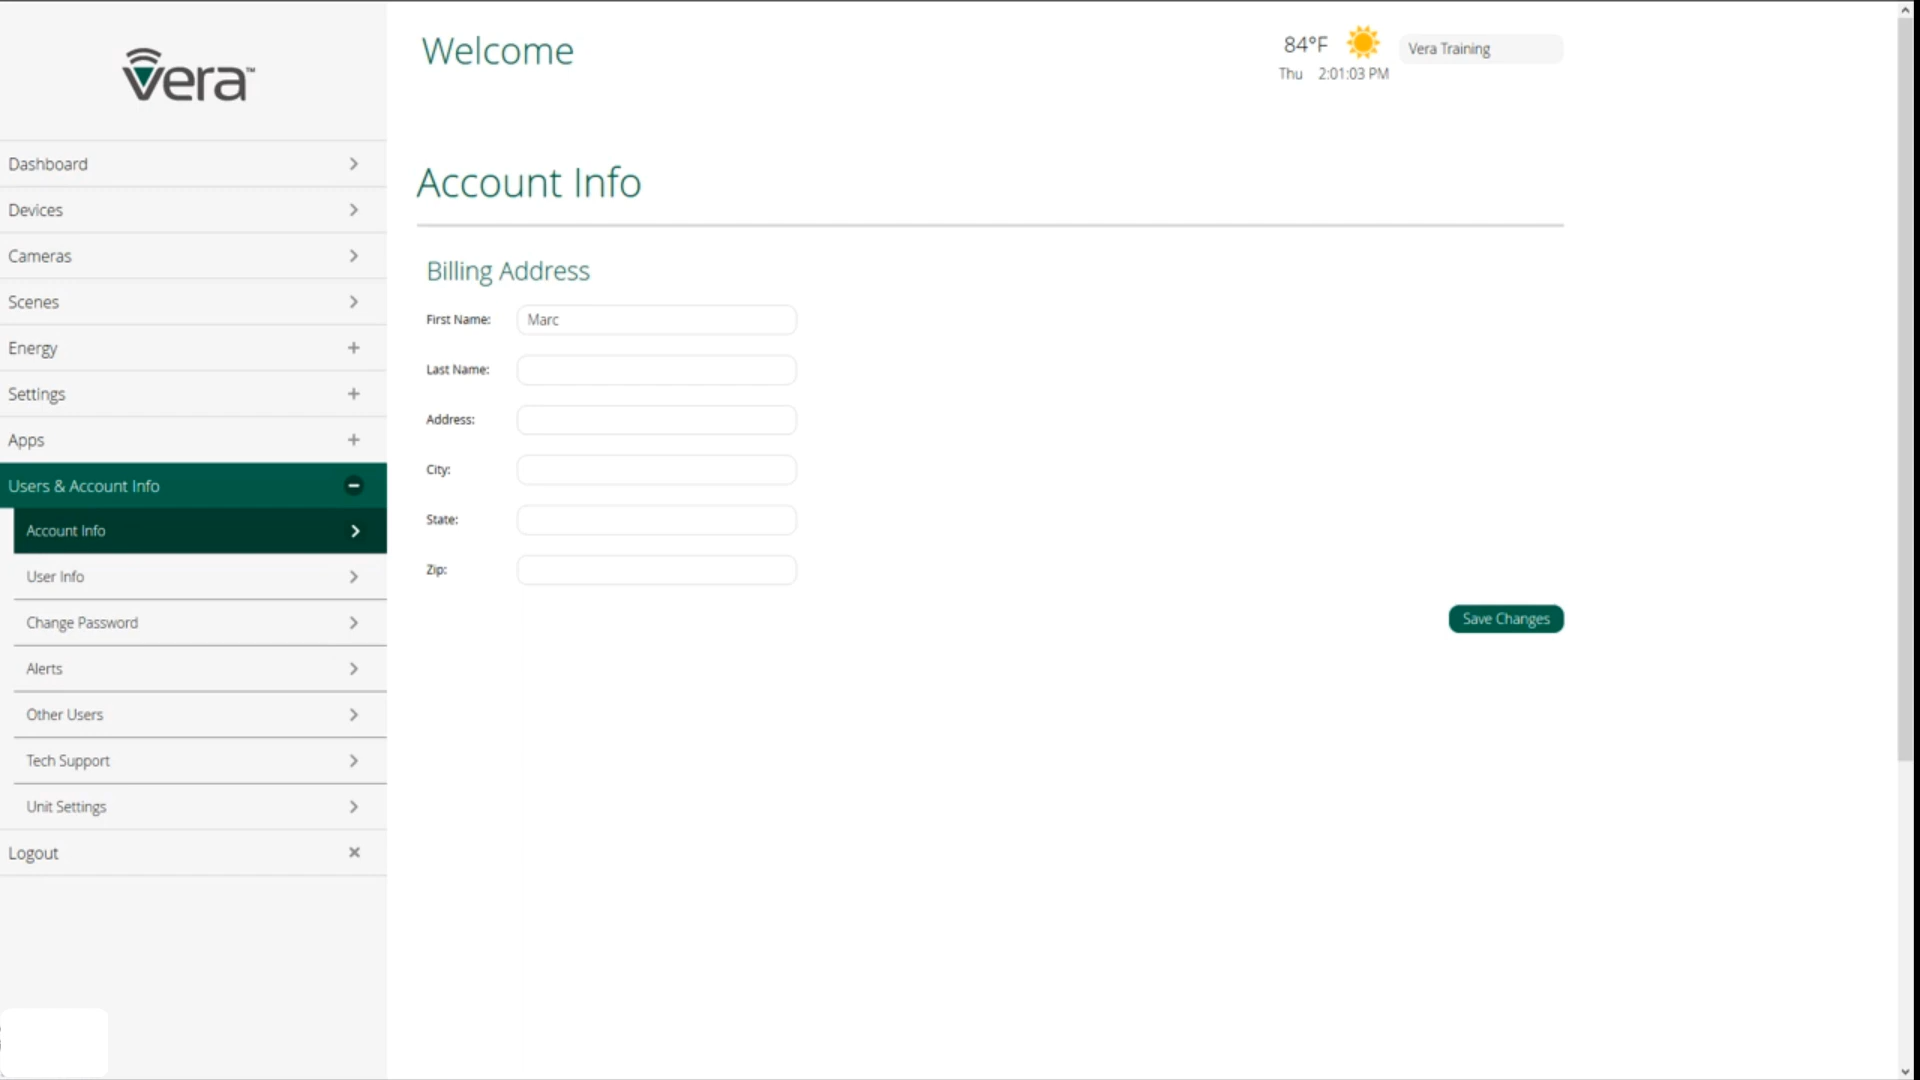 vera™
Dashboard
Devices
Cameras
Scenes
Energy
Settings
Apps
Users & Account Info
Account Info
User Info
Change Password
Alerts
Other Users
Tech Support
Unit Settings
Logout
Welcome
84°F
Thu 2:01:03 PM
Vera Training
Account Info
Billing Address
First Name: Marc
Last Name:
Address:
City:
State:
Zip:
Save Changes